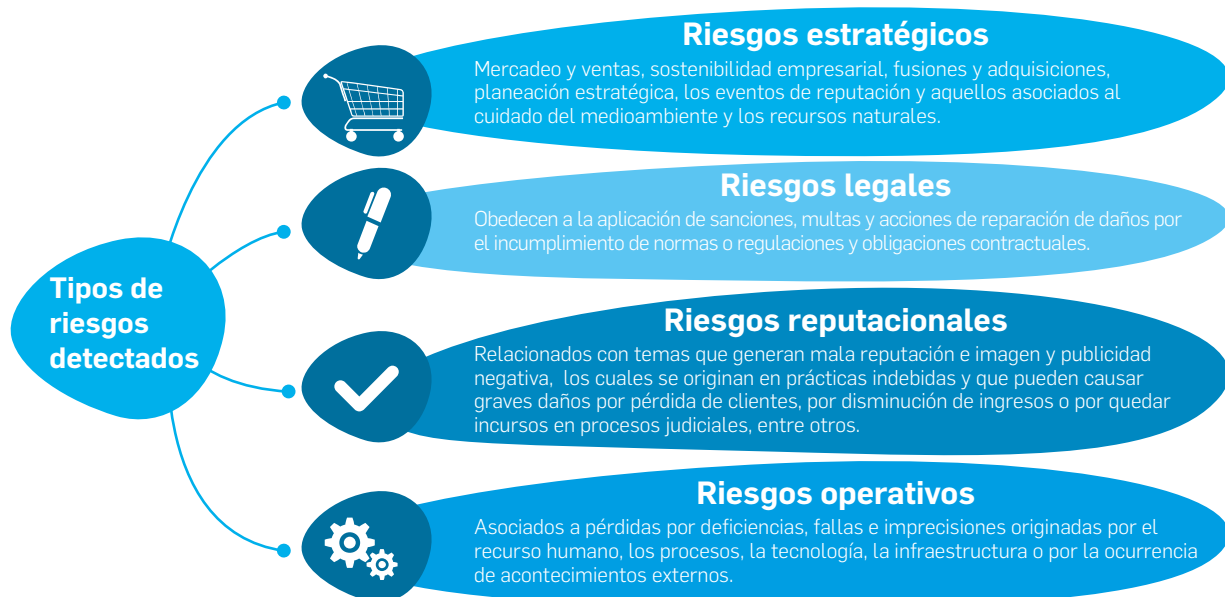 Riesgos estratégicos
Mercadeo y ventas, sostenibilidad empresarial, fusiones y adquisiciones,
planeación estratégica, los eventos de reputación y aquellos asociados al
cuidado del medioambiente y los recursos naturales.
Riesgos legales
Obedecen a la aplicación de sanciones, multas y acciones de reparación de daños por
el incumplimiento de normas o regulaciones y obligaciones contractuales.
Tipos de
riesgos
detectados
Riesgos reputacionales
Relacionados con temas que generan mala reputación e imagen y publicidad
negativa, los cuales se originan en prácticas indebidas y que pueden causar
graves daños por pérdida de clientes, por disminución de ingresos o por quedar
incursos en procesos judiciales, entre otros.
Riesgos operativos
Asociados a pérdidas por deficiencias, fallas e imprecisiones originadas por el
recurso humano, los procesos, la tecnología, la infraestructura o por la ocurrencia
de acontecimientos externos.